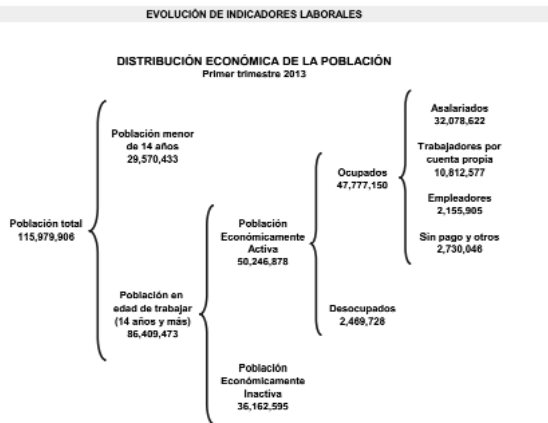 EVOLUCIÓN DE INDICADORES LABORALES
DISTRIBUCIÓN ECONÓMICA DE LA POBLACIÓN
Primer trimestre 2013
Población total
115,979,906
Población menor
de 14 años
29,570,433
Población en
edad de trabajar
(14 años y más)
86,409,473
Población
Económicamente
Activa
50,246,878
Población
Económicamente
Inactiva
36,162,595
Ocupados
47,777,150
Desocupados
2,469,728
Asalariados
32,078,622
Trabajadores por
cuenta propia
10,812,577
Empleadores
2,155,905
Sin pago y otros
2,730,046